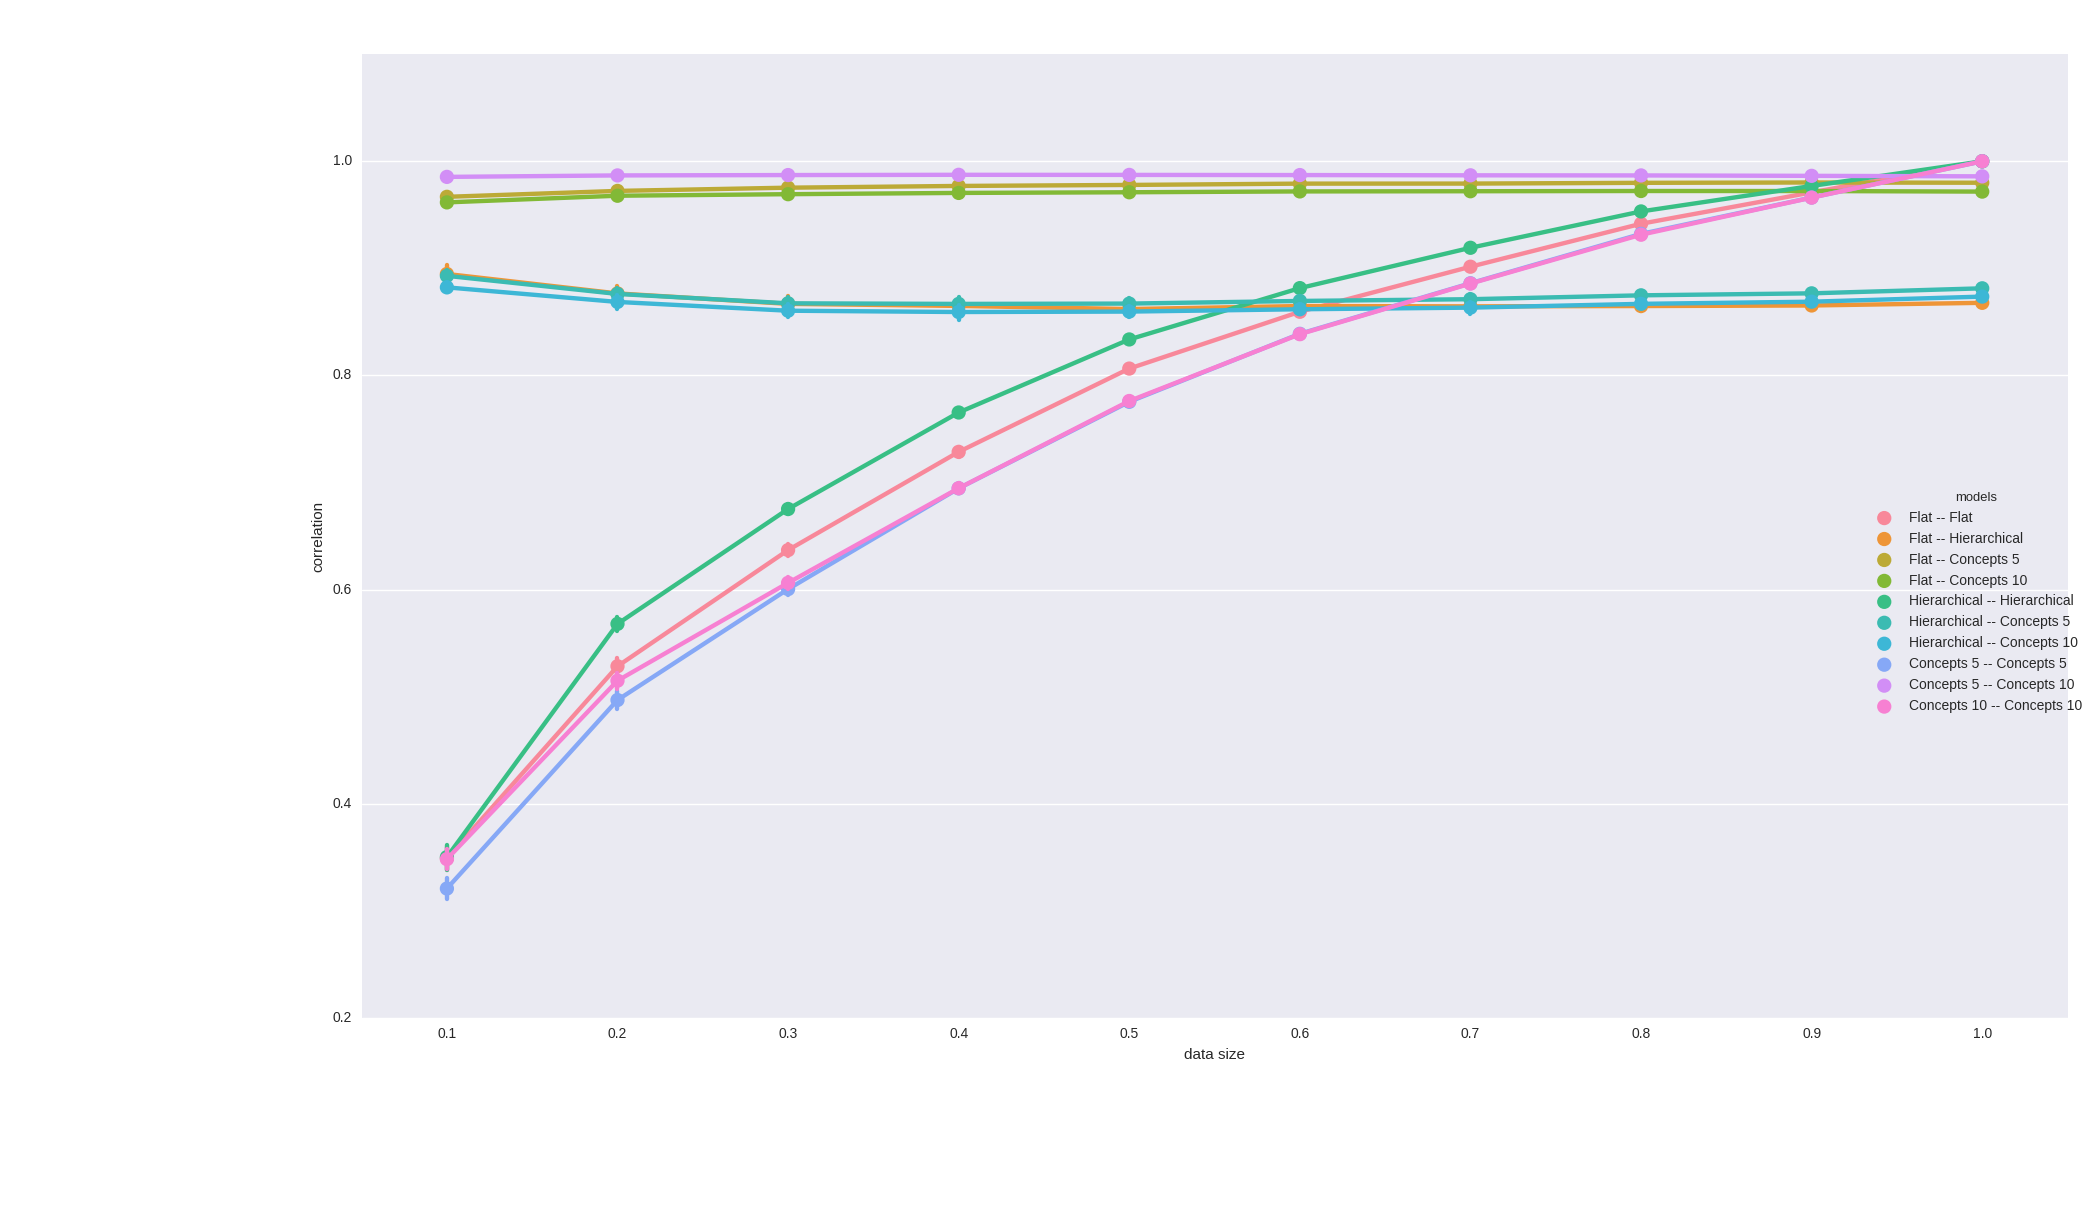 1.0
0.8
0.6
0.4
0.2
correlation
0.1 0.2 0.3 0.4 0.5 0.6 0.7 0.8 0.9 1.0
data size
models
Flat -- Flat
Flat -- Hierarchical
Flat -- Concepts 5
Flat -- Concepts 10
Hierarchical -- Hierarchical
Hierarchical -- Concepts 5
Hierarchical -- Concepts 10
Concepts 5 -- Concepts 5
Concepts 5 -- Concepts 10
Concepts 10 -- Concepts 10